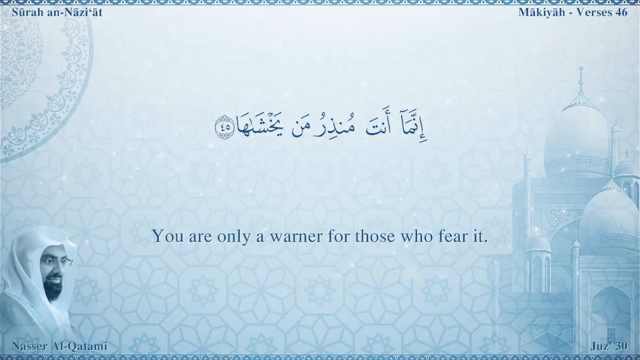 Sūrah an-Nāzi‘āt
Mākiyāh - Verses 46
إِنَّمَآ أَنتَ مُنذِرُ مَن يَخْشَىٰهَا ٤٥
You are only a warner for those who fear it.
Nasser Al-Qatami
Juz' 30